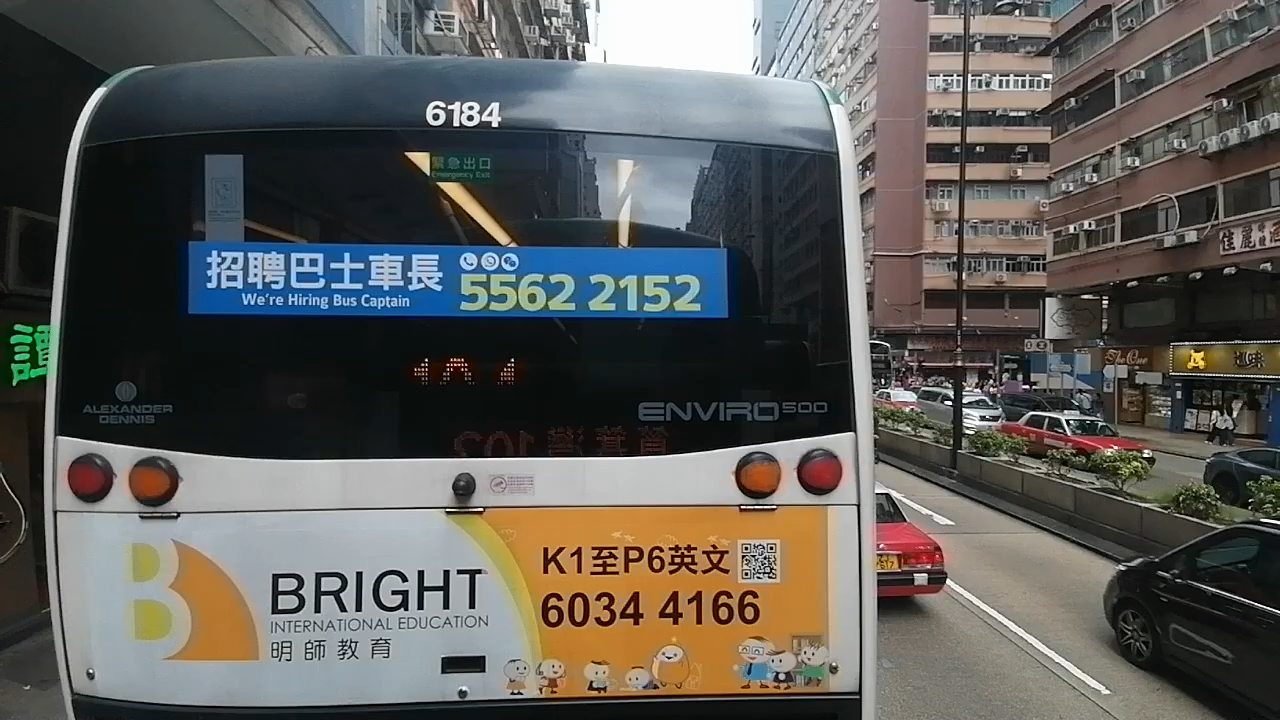 6184
緊急出口
Emergency Exit
招聘巴士車長
We're Hiring Bus Captain
5562 2152
ALEXANDER
DENNIS
ENVIRO500
BRIGHT
INTERNATIONAL EDUCATION
明師教育
K1至P6英文
6034 4166
佳麗
The One